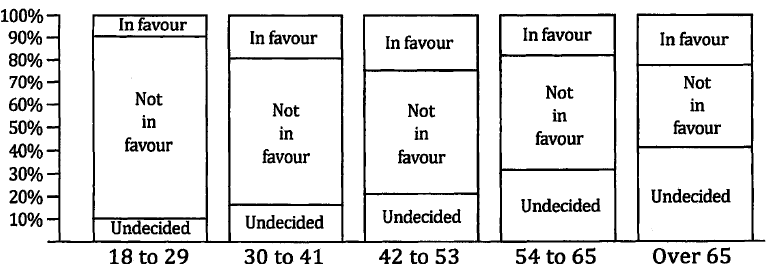 100%
90%
80%
70%
60%
50%
40%
30%
20%
10%
In favour
Not
in
favour
Undecided
18 to 29
In favour
Not
in
favour
Undecided
30 to 41
In favour
Not
in
favour
Undecided
42 to 53
In favour
Not
in
favour
Undecided
54 to 65
In favour
Not
in
favour
Undecided
Over 65